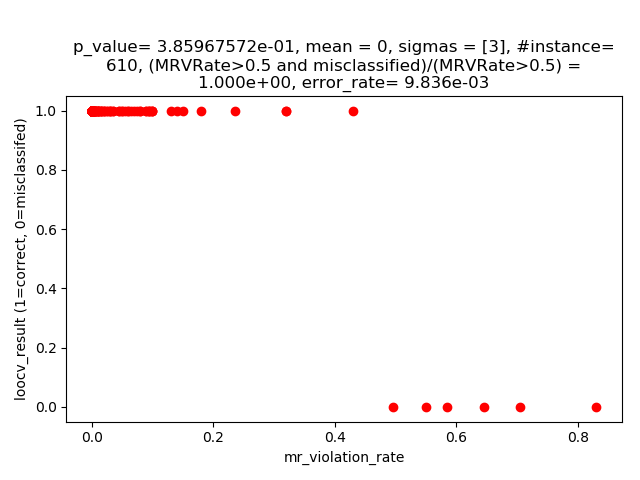 p_value= 3.85967572e-01, mean = 0, sigmas = [3], #instance=
610, (MRVRate>0.5 and misclassified)/(MRVRate>0.5) =
1.000e+00, error_rate= 9.836e-03
loocv_result (1=correct, 0=misclassifed)
1.0
0.8
0.6
0.4
0.2
0.0
0.0 0.2 0.4 0.6 0.8
mr_violation_rate